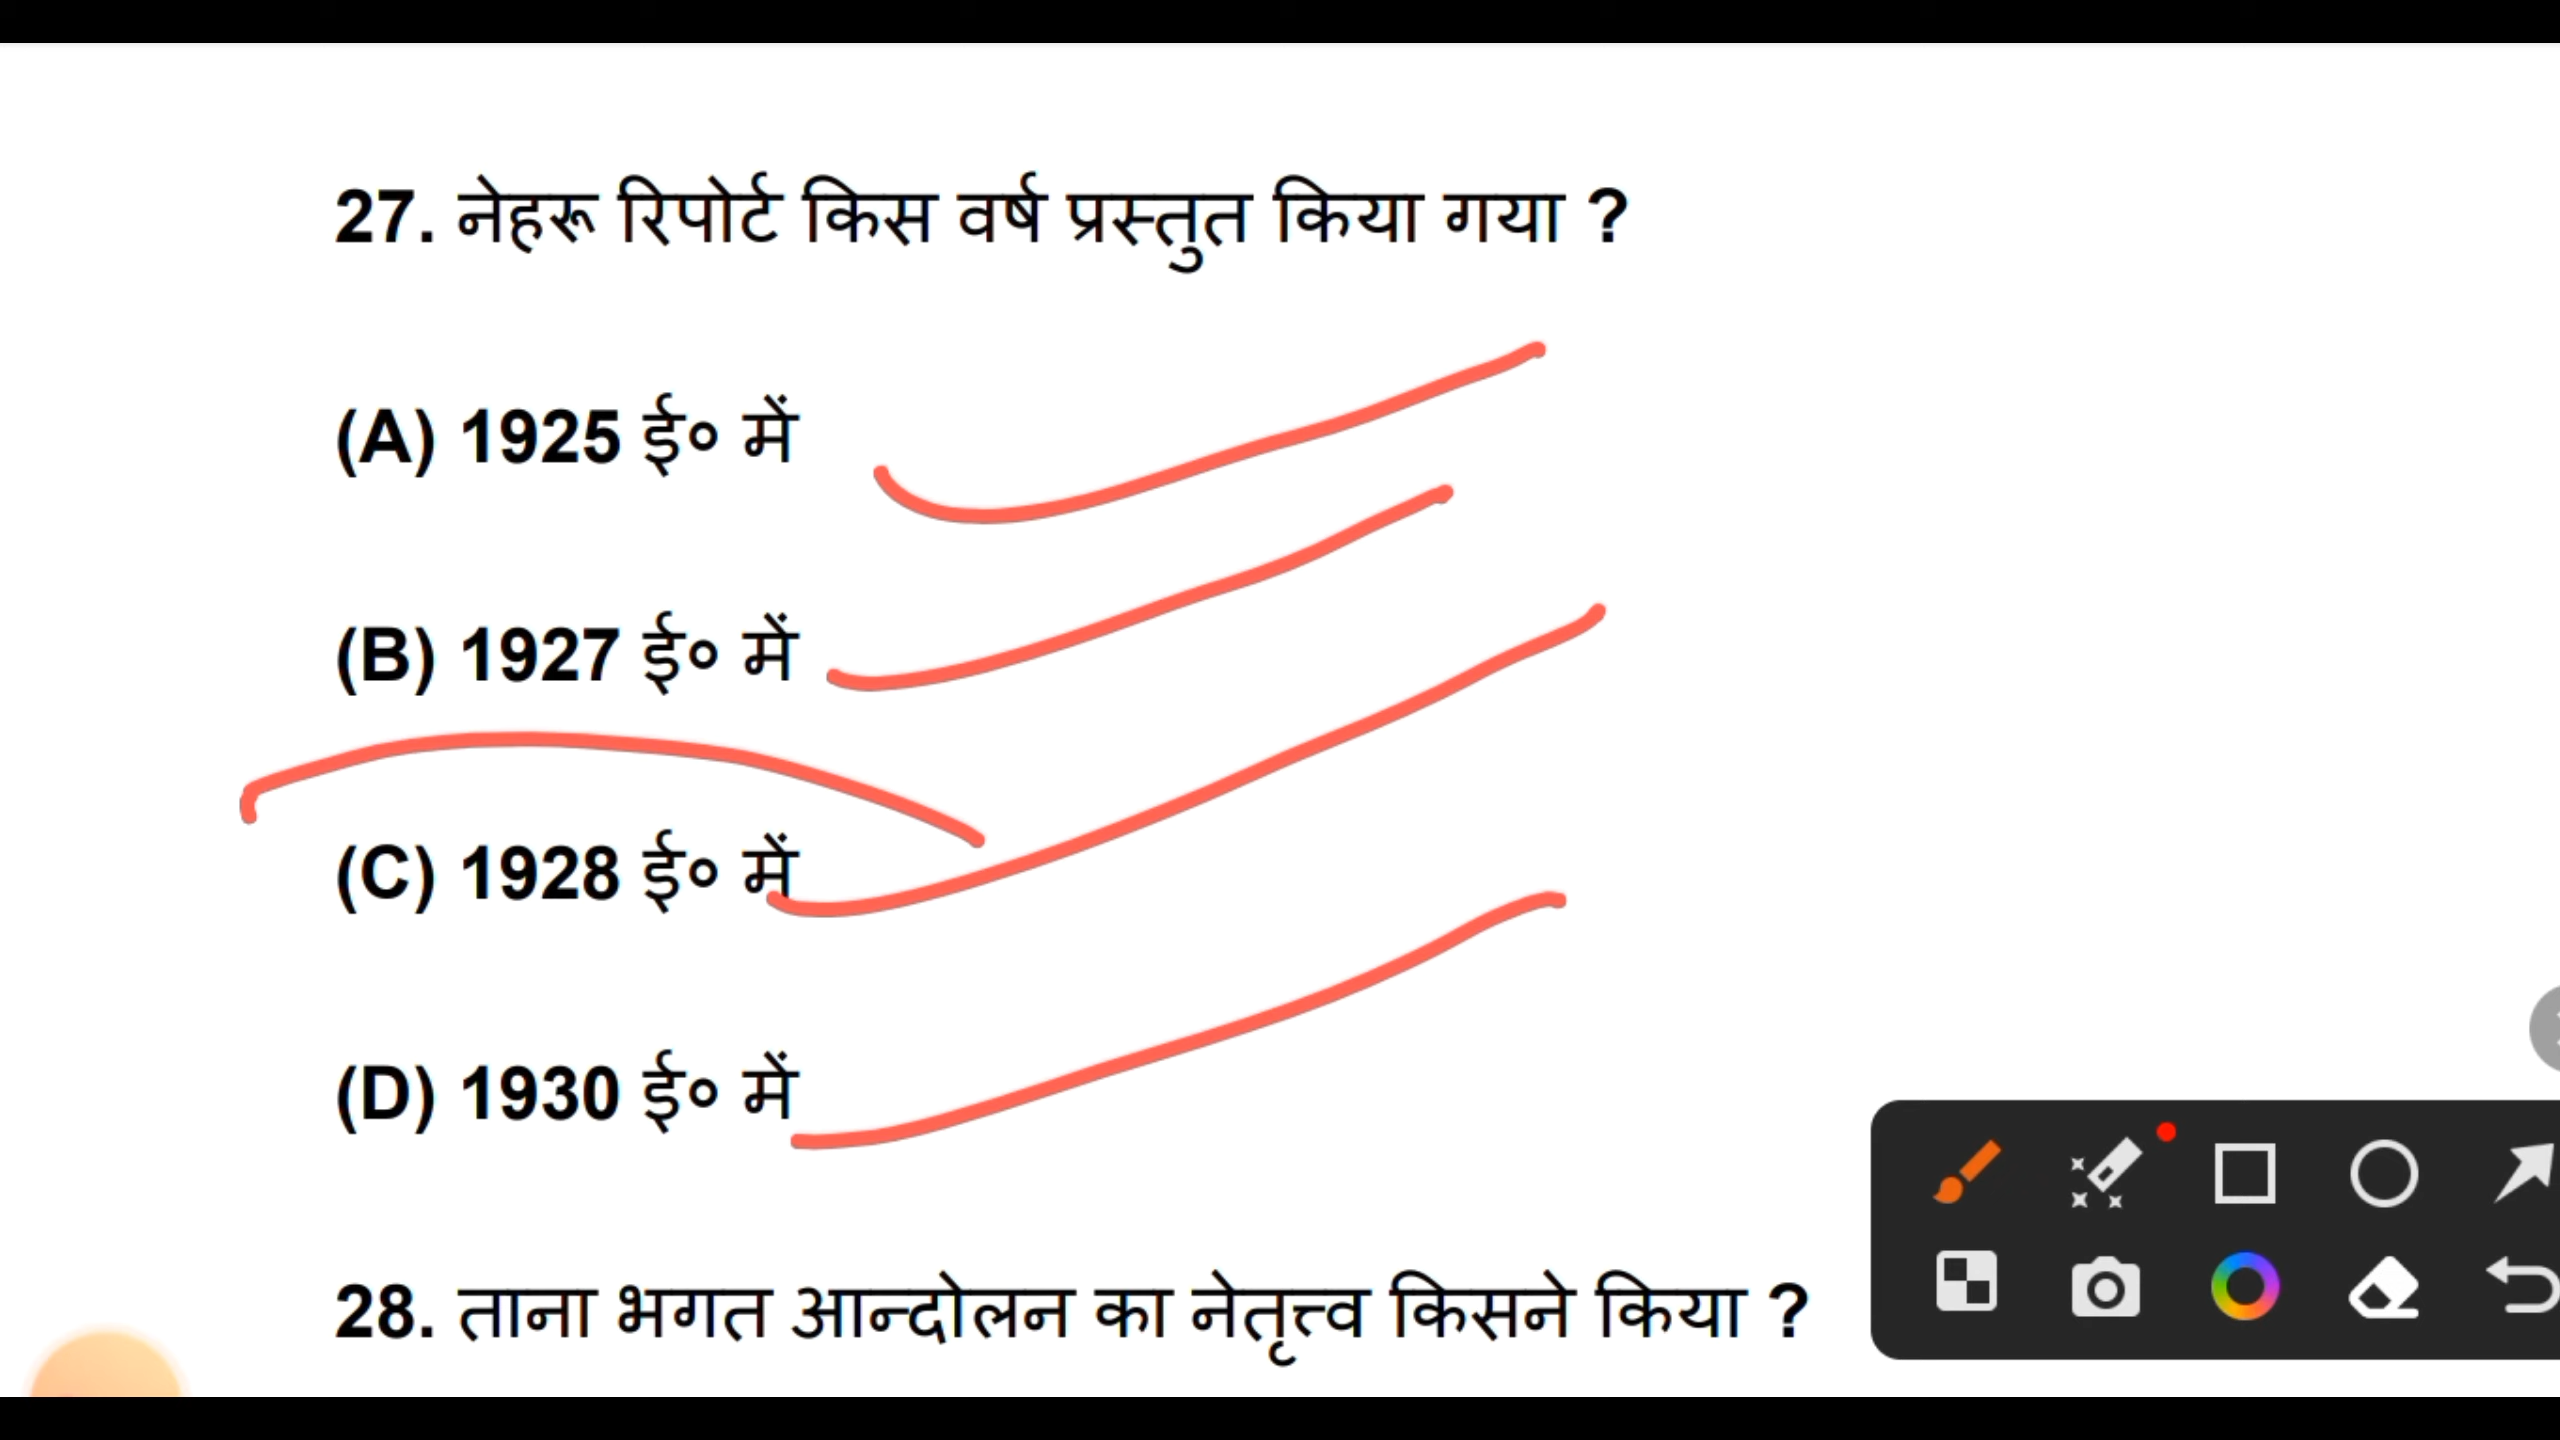 27. नेहरू रिपोर्ट किस वर्ष प्रस्तुत किया गया ?
(A) 1925 ई० में
(B) 1927 ई० में
(C) 1928 ई० में
(D) 1930 ई० में
28. ताना भगत आन्दोलन का नेतृत्त्व किसने किया ?